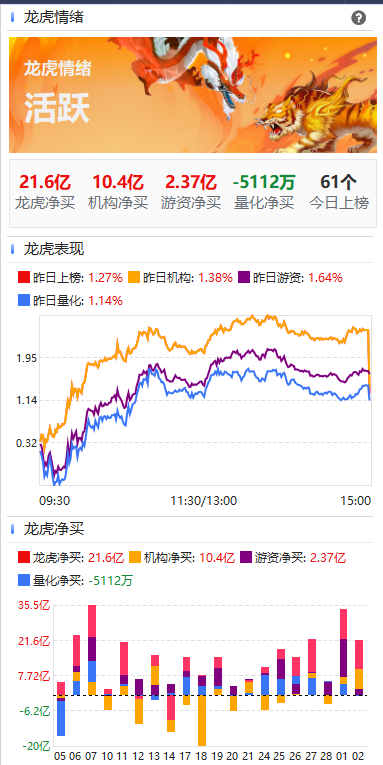 龙虎情绪
?
龙虎情绪
活跃
21.6亿 10.4亿 2.37亿 -5112万 61个
龙虎净买 机构净买 游资净买 量化净买 今日上榜
龙虎表现
昨日上榜: 1.27% 昨日机构: 1.38% 昨日游资: 1.64%
昨日量化: 1.14%
1.95
1.14
0.32
09:30 11:30/13:00 15:00
龙虎净买
龙虎净买: 21.6亿 机构净买: 10.4亿 游资净买: 2.37亿
量化净买: -5112万
35.5亿
21.6亿
7.72亿
-6.2亿
-20亿
05 06 07 10 11 12 13 14 17 18 19 20 21 24 25 26 27 28 01 02